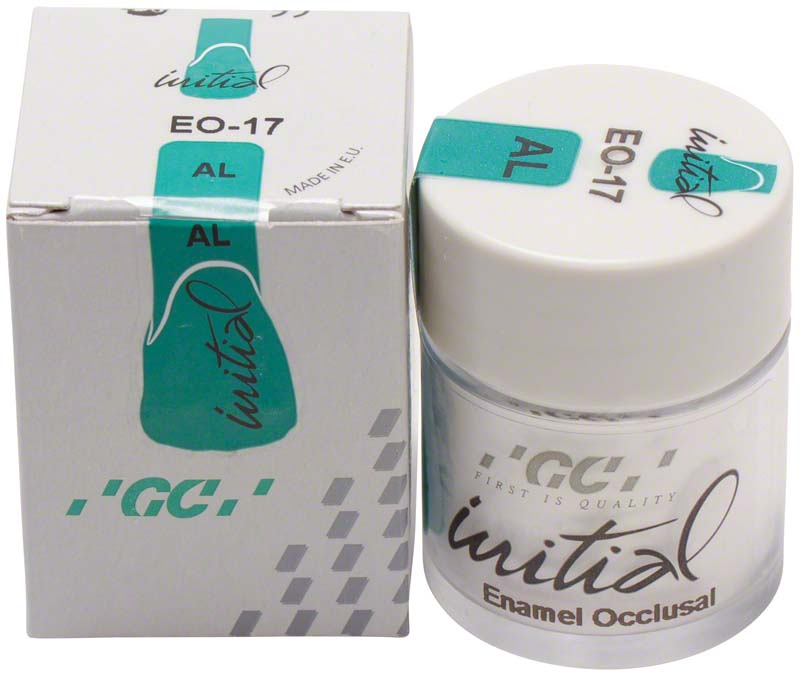 initial
EO-17
AL
MADE IN E.U.
AL
initial
GC
AL
EO-17
initial
GC
FIRST IS QUALITY
initial
Enamel Occlusal